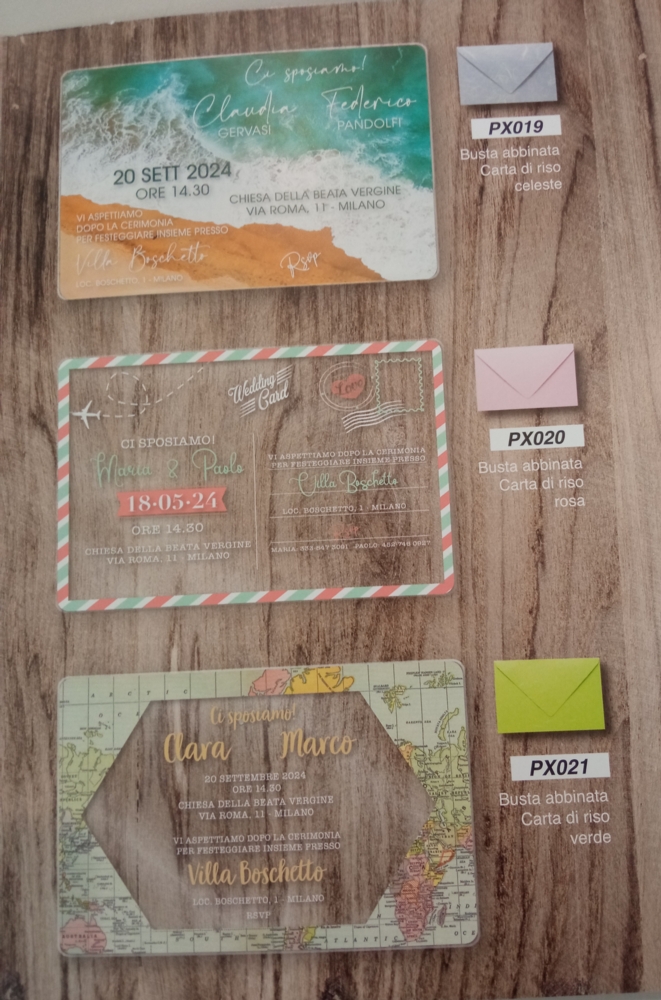 Ci sposiamo!
Claudia Federico
GERVASI PANDOLFI
20 SETT 2024
ORE 14.30
CHIESA DELLA BEATA VERGINE
VIA ROMA, 11 - MILANO
VI ASPETTIAMO
DOPO LA CERIMONIA
PER FESTEGGIARE INSIEME PRESSO
Villa Boschetto
LOC. BOSCHETTO, 1 - MILANO
Rsvp
PX019
Busta abbinata
Carta di riso
celeste
Wedding
Card
Love
CI SPOSIAMO!
Maria & Paolo
18·05·24
ORE 14.30
CHIESA DELLA BEATA VERGINE
VIA ROMA, 11 - MILANO
VI ASPETTIAMO DOPO LA CERIMONIA
PER FESTEGGIARE INSIEME PRESSO
Villa Boschetto
LOC. BOSCHETTO, 1 - MILANO
MARIA: PAOLO:
PX020
Busta abbinata
Carta di riso
rosa
ARCTIC
Ci sposiamo!
Clara Marco
20 SETTEMBRE 2024
ORE 14.30
CHIESA DELLA BEATA VERGINE
VIA ROMA, 11 - MILANO
VI ASPETTIAMO DOPO LA CERIMONIA
PER FESTEGGIARE INSIEME PRESSO
Villa Boschetto
LOC. BOSCHETTO, 1 - MILANO
RSVP
ATLANTIC
PX021
Busta abbinata
Carta di riso
verde